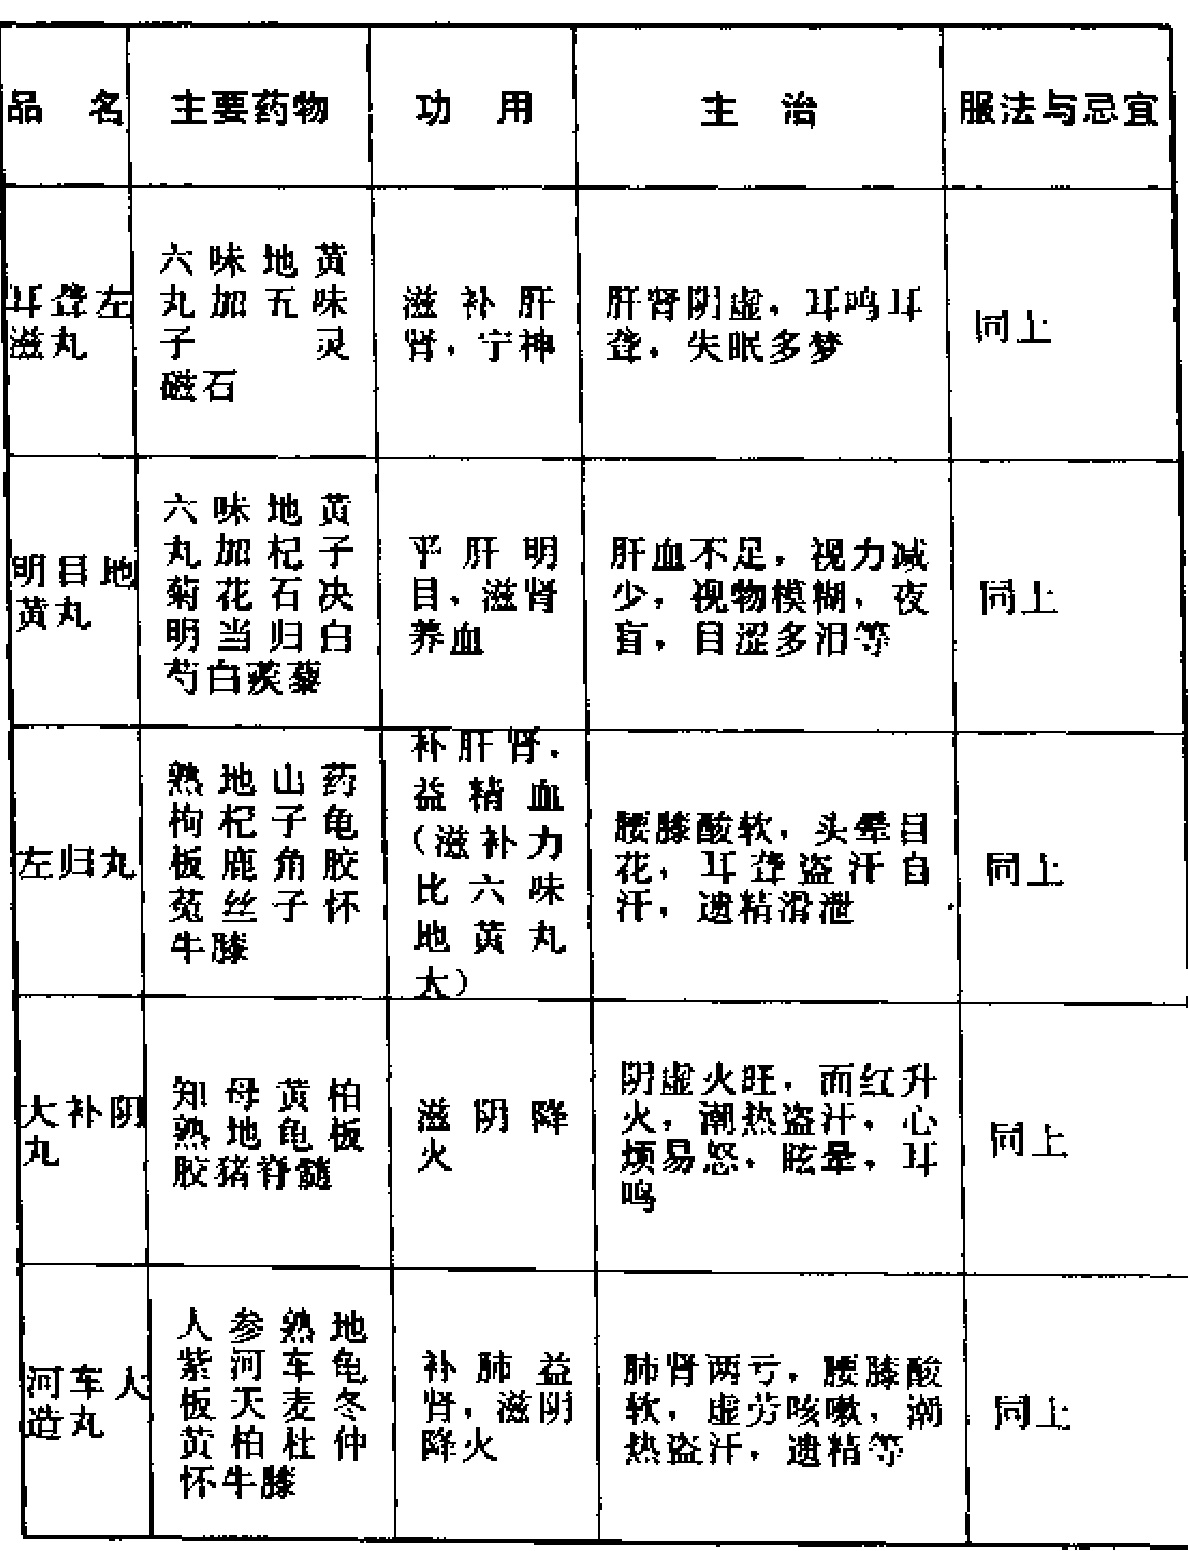 品 名 主要药物 功 用 主 治 服法与忌宜
耳聋左
滋丸
六味地黄
丸加五味
子 灵
磁石
滋补肝
肾，宁神
肝肾阴虚，耳鸣耳
聋，失眠多梦
同上
明目地
黄丸
六味地黄
丸加杞子
菊花石决
明当归白
芍白蒺藜
平肝明
目、滋肾
养血
肝血不足，视力减
少，视物模糊，夜
盲，目涩多泪等
同上
左归丸
熟地山药
枸杞子龟
板鹿角胶
菟丝子怀
牛膝
补肝肾，
益精血
（滋补力
比六味
地黄丸
大）
腰膝酸软，头晕目
花，耳聋盗汗自
汗，遗精滑泄
同上
大补阴
丸
知母黄柏
熟地龟板
胶猪脊髓
滋阴降
火
阴虚火旺，面红升
火，潮热盗汗，心
烦易怒，眩晕，耳
鸣
同上
河车大
造丸
人参熟地
紫河车龟
板天麦冬
黄柏杜仲
怀牛膝
补肺益
肾，滋阴
降火
肺肾两亏，腰膝酸
软，虚劳咳嗽，潮
热盗汗，遗精等
同上